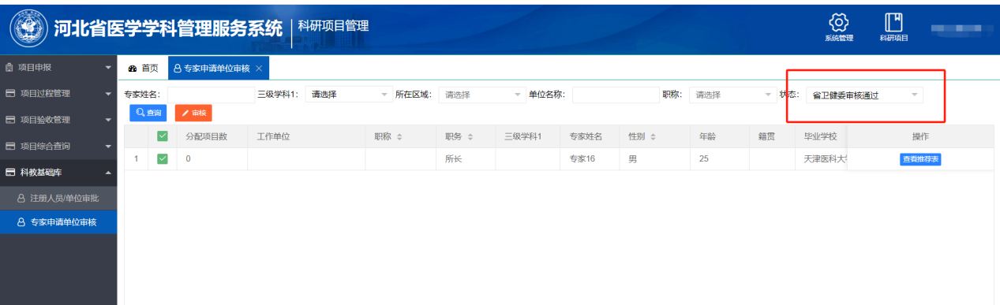 河北省医学学科管理服务系统 科研项目管理
系统管理 科研项目
项目申报
项目过程管理
项目验收管理
项目综合查询
科教基础库
注册人员/单位审批
专家申请单位审核
首页 专家申请单位审核
专家姓名: 三级学科1: 请选择 所在区域: 请选择 单位名称: 职称: 请选择 状态: 省卫健委审核通过
查询 审核
分配项目数 工作单位 职称 职务 三级学科1 专家姓名 性别 年龄 籍贯 毕业学校 操作
1 0 所长 专家16 男 25 天津医科大 查看推荐表